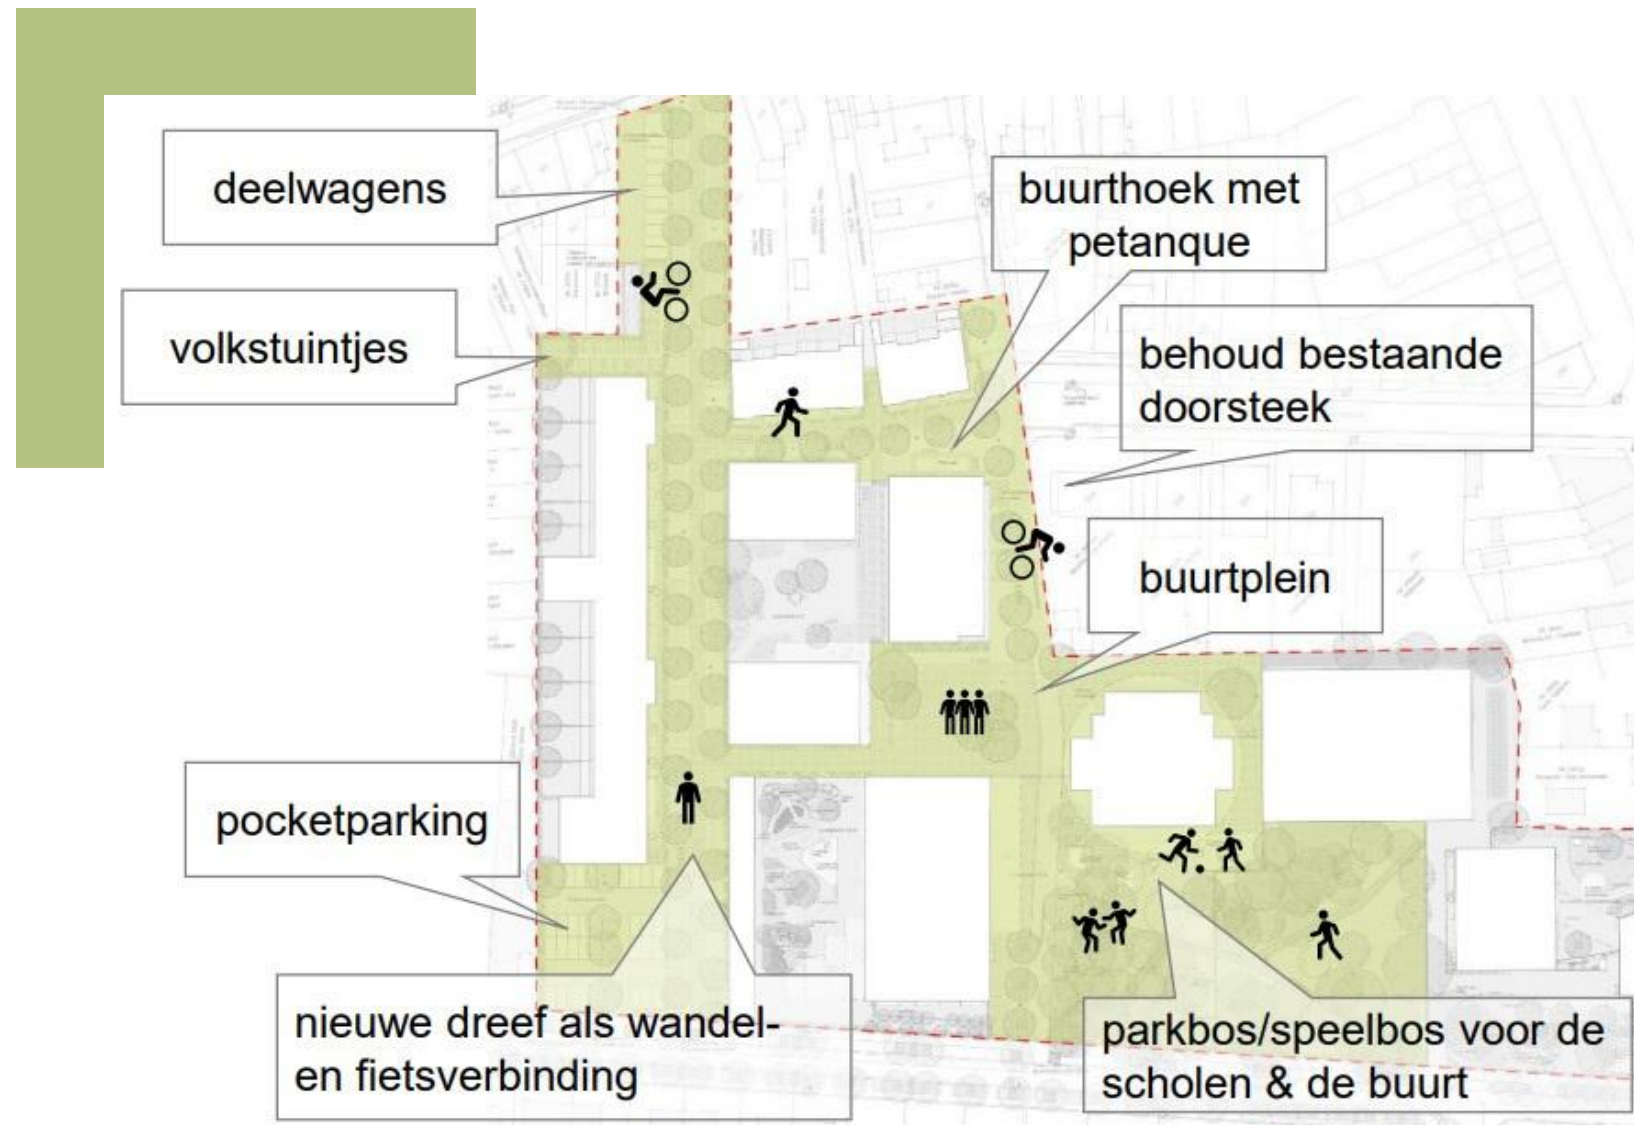 deelwagens
buurthoek met
petanque
volkstuintjes
behoud bestaande
doorsteek
buurtplein
pocketparking
nieuwe dreef als wandel-
en fietsverbinding
parkbos/speelbos voor de
scholen & de buurt